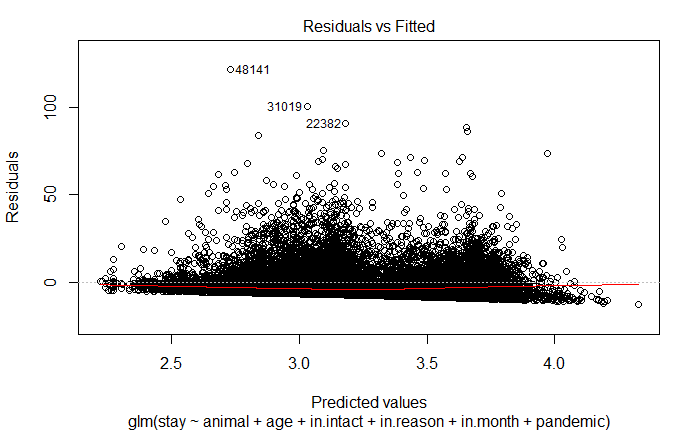 Residuals vs Fitted
Residuals
100
50
0
48141
31019
22382
2.5 3.0 3.5 4.0
Predicted values
glm(stay ~ animal + age + in.intact + in.reason + in.month + pandemic)